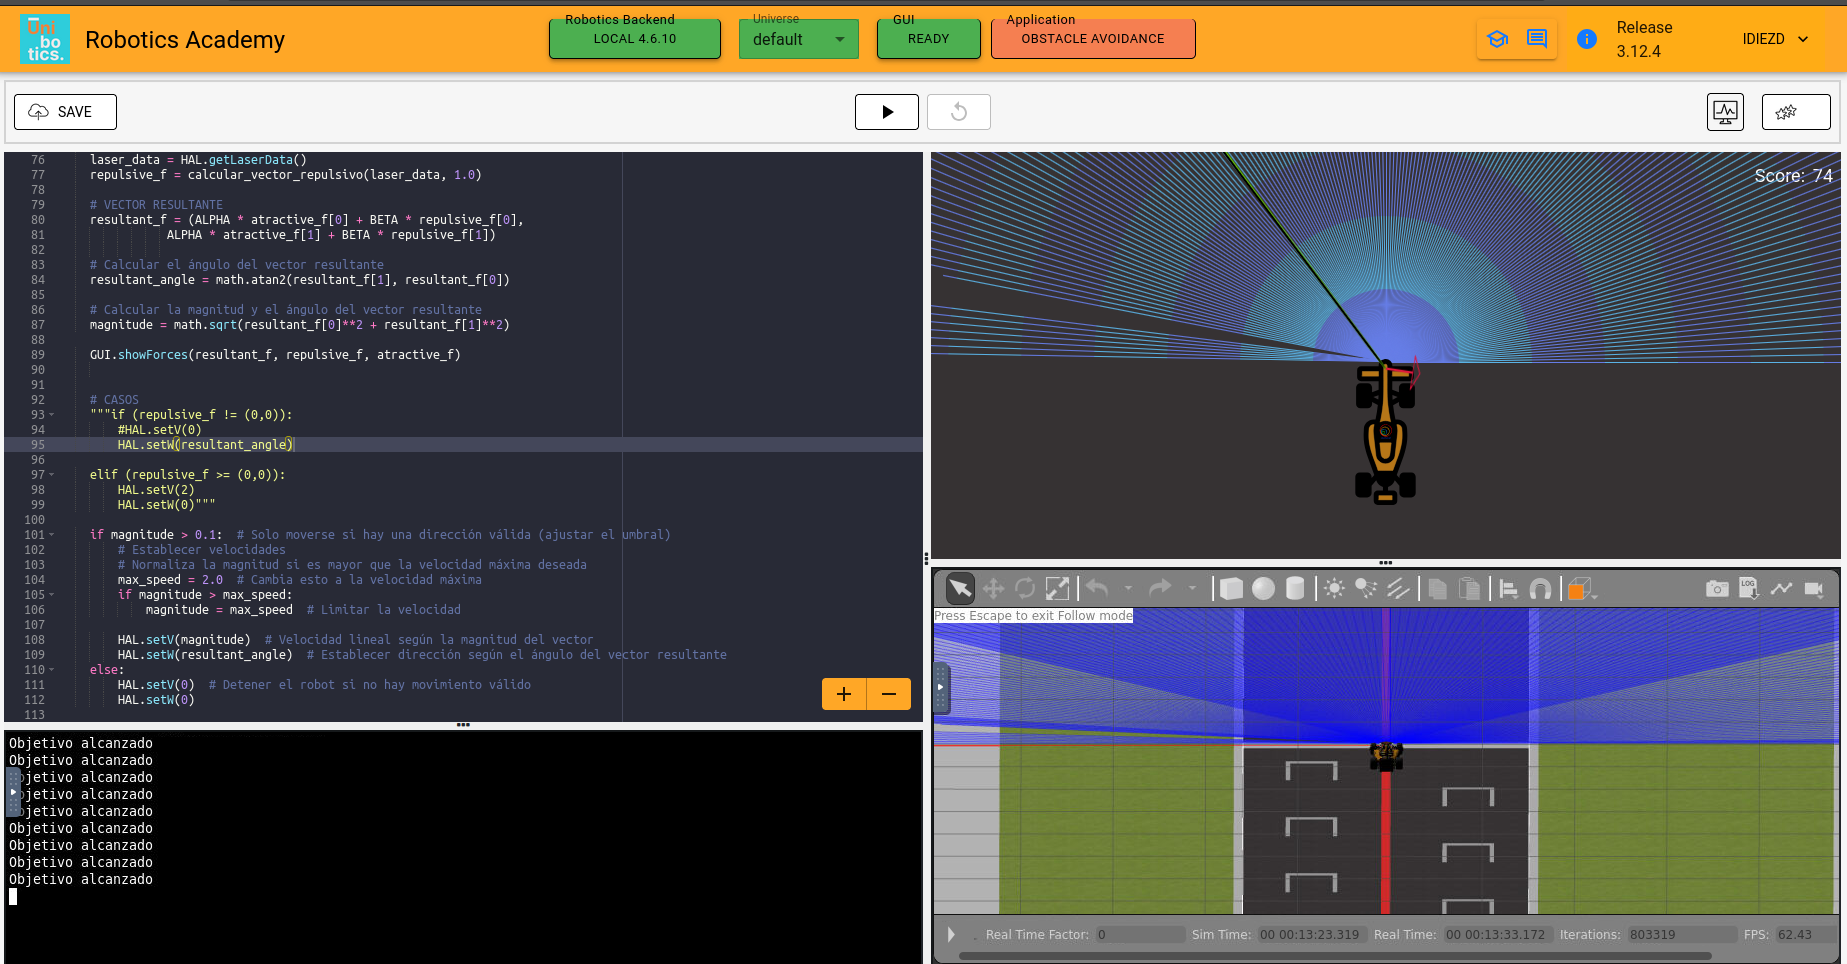 Uni
bo
tics.
Robotics Academy
Robotics Backend
LOCAL 4.6.10
Universe
default
GUI
READY
Application
OBSTACLE AVOIDANCE
Release
3.12.4
IDIEZD
SAVE
76 laser_data = HAL.getLaserData()
77 repulsive_f = calcular_vector_repulsivo(laser_data, 1.0)
78
79 # VECTOR RESULTANTE
80 resultant_f = (ALPHA * atractive_f[0] + BETA * repulsive_f[0],
81 ALPHA * atractive_f[1] + BETA * repulsive_f[1])
82
83 # Calcular el ángulo del vector resultante
84 resultant_angle = math.atan2(resultant_f[1], resultant_f[0])
85
86 # Calcular la magnitud y el ángulo del vector resultante
87 magnitude = math.sqrt(resultant_f[0]**2 + resultant_f[1]**2)
88
89 GUI.showForces(resultant_f, repulsive_f, atractive_f)
90
91
92 # CASOS
93 """if (repulsive_f != (0,0)):
94 #HAL.setV(0)
95 HAL.setW(resultant_angle)
96
97 elif (repulsive_f >= (0,0)):
98 HAL.setV(2)
99 HAL.setW(0)"""
100
101 if magnitude > 0.1: # Solo moverse si hay una dirección válida (ajustar el umbral)
102 # Establecer velocidades
103 # Normaliza la magnitud si es mayor que la velocidad máxima deseada
104 max_speed = 2.0 # Cambia esto a la velocidad máxima
105 if magnitude > max_speed:
106 magnitude = max_speed # Limitar la velocidad
107
108 HAL.setV(magnitude) # Velocidad lineal según la magnitud del vector
109 HAL.setW(resultant_angle) # Establecer dirección según el ángulo del vector resultante
110 else:
111 HAL.setV(0) # Detener el robot si no hay movimiento válido
112 HAL.setW(0)
113
+ −
Objetivo alcanzado
Objetivo alcanzado
Objetivo alcanzado
Objetivo alcanzado
Objetivo alcanzado
Objetivo alcanzado
Objetivo alcanzado
Objetivo alcanzado
Objetivo alcanzado
Score: 74
LOG
Press Escape to exit Follow mode
Real Time Factor: 0 Sim Time: 00 00:13:23.319 Real Time: 00 00:13:33.172 Iterations: 803319 FPS: 62.43